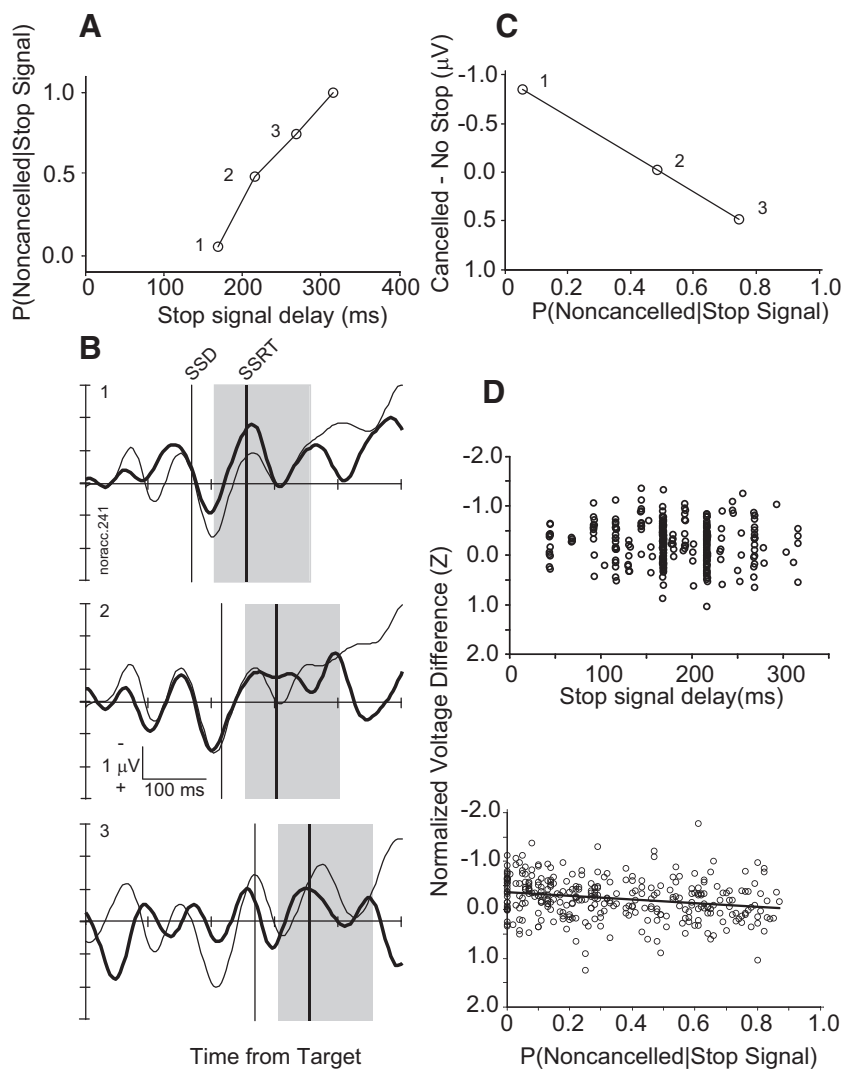 A
P(Noncancelled|Stop Signal)
1.0
0.5
0.0
1
2
3
0
100
200
300
400
Stop signal delay (ms)
C
Cancelled - No Stop (μV)
-1.0
-0.5
0.0
0.5
1.0
1
2
3
0
0.2
0.4
0.6
0.8
1.0
P(Noncancelled|Stop Signal)
B
SSD
SSRT
1
noracc.241
2
-
1 μV
+
100 ms
3
Time from Target
D
Normalized Voltage Difference (Z)
-2.0
-1.0
0.0
1.0
2.0
0
100
200
300
Stop signal delay(ms)
-2.0
-1.0
0.0
1.0
2.0
0
0.2
0.4
0.6
0.8
1.0
P(Noncancelled|Stop Signal)